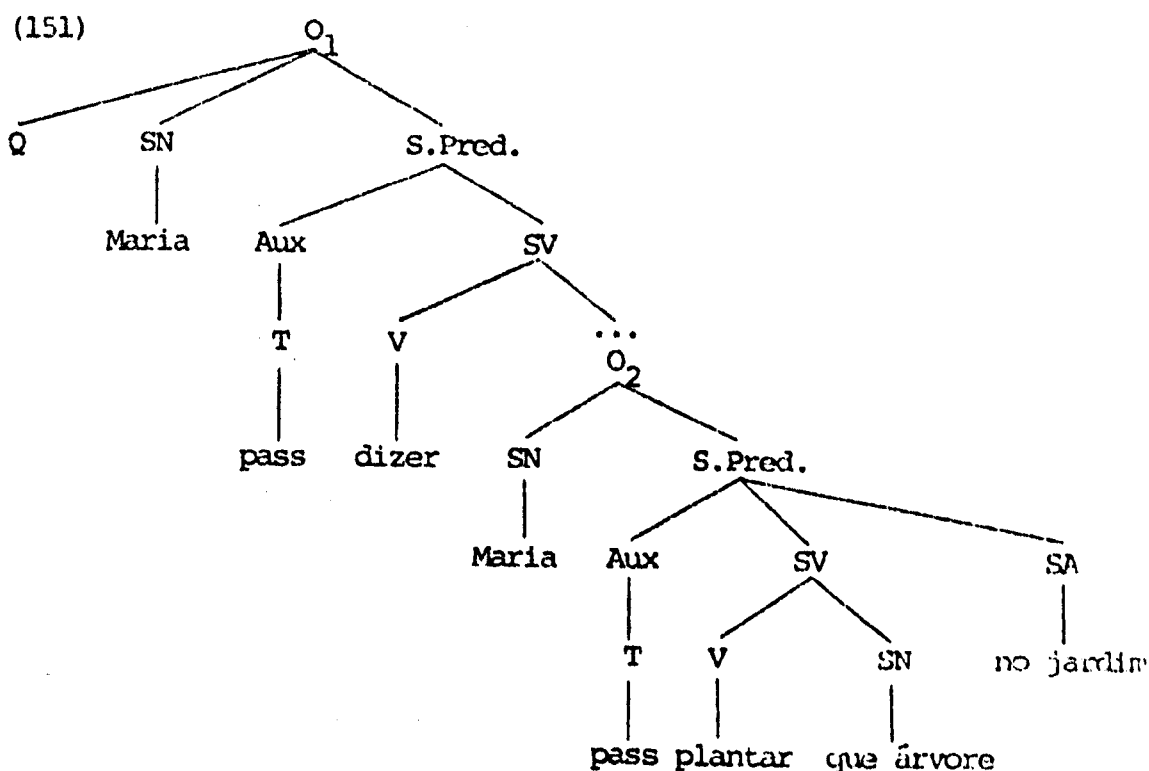 (151)
O1
Q SN S.Pred.
Maria Aux SV
T V ...
O2
pass dizer SN S.Pred.
Maria Aux SV SA
T V SN no jardim
pass plantar que árvore